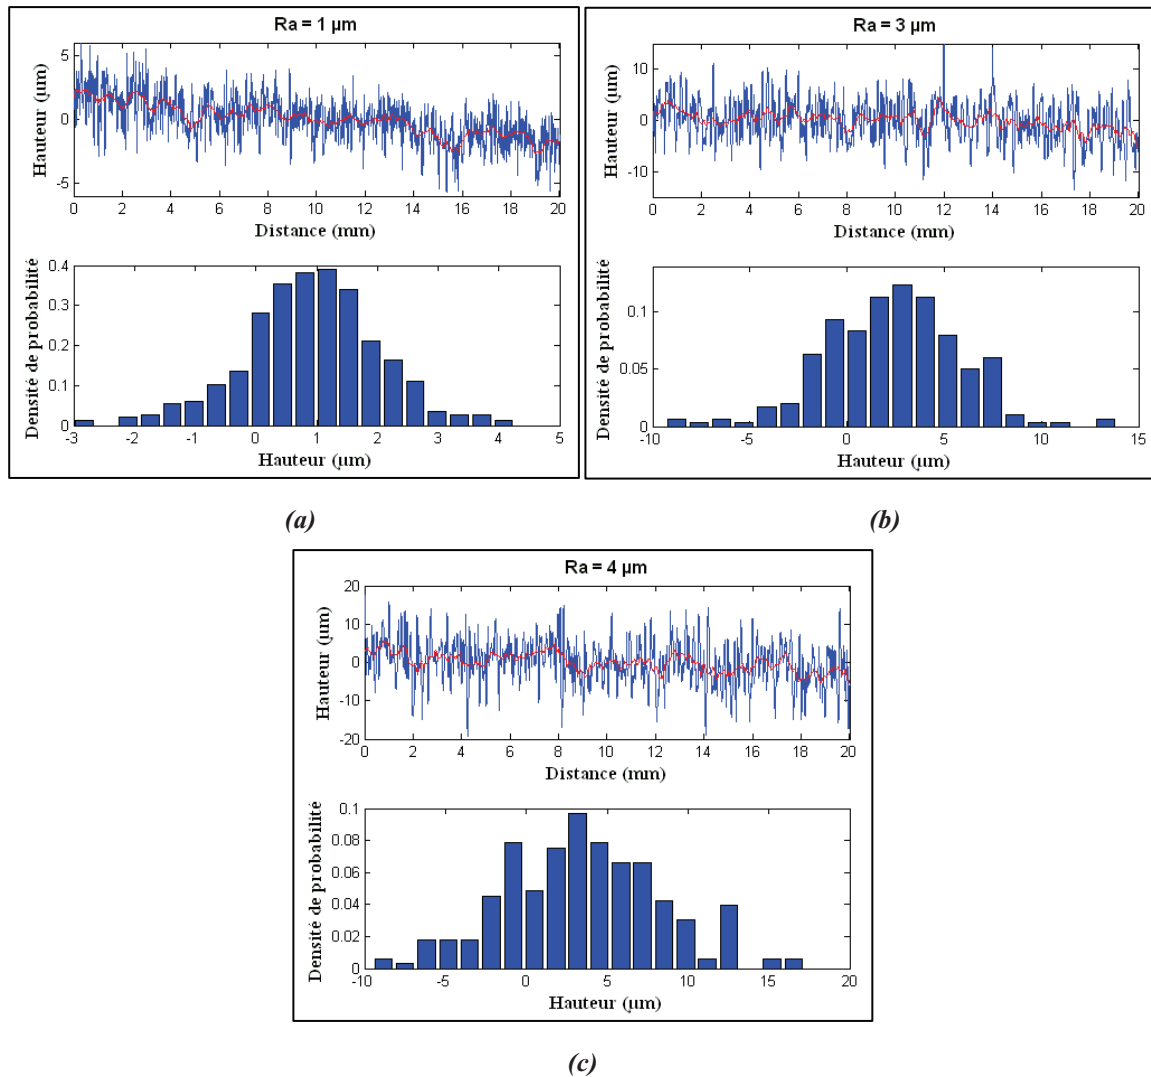 Ra = 1 µm
Hauteur (µm)
5
0
-5
0 2 4 6 8 10 12 14 16 18 20
Distance (mm)
Densité de probabilité
0.4
0.3
0.2
0.1
0
-3 -2 -1 0 1 2 3 4 5
Hauteur (µm)
(a)
Ra = 3 µm
Hauteur (µm)
10
0
-10
0 2 4 6 8 10 12 14 16 18 20
Distance (mm)
Densité de probabilité
0.1
0.05
0
-10 -5 0 5 10 15
Hauteur (µm)
(b)
Ra = 4 µm
Hauteur (µm)
20
10
0
-10
-20
0 2 4 6 8 10 12 14 16 18 20
Distance (mm)
Densité de probabilité
0.1
0.08
0.06
0.04
0.02
0
-10 -5 0 5 10 15 20
Hauteur (µm)
(c)